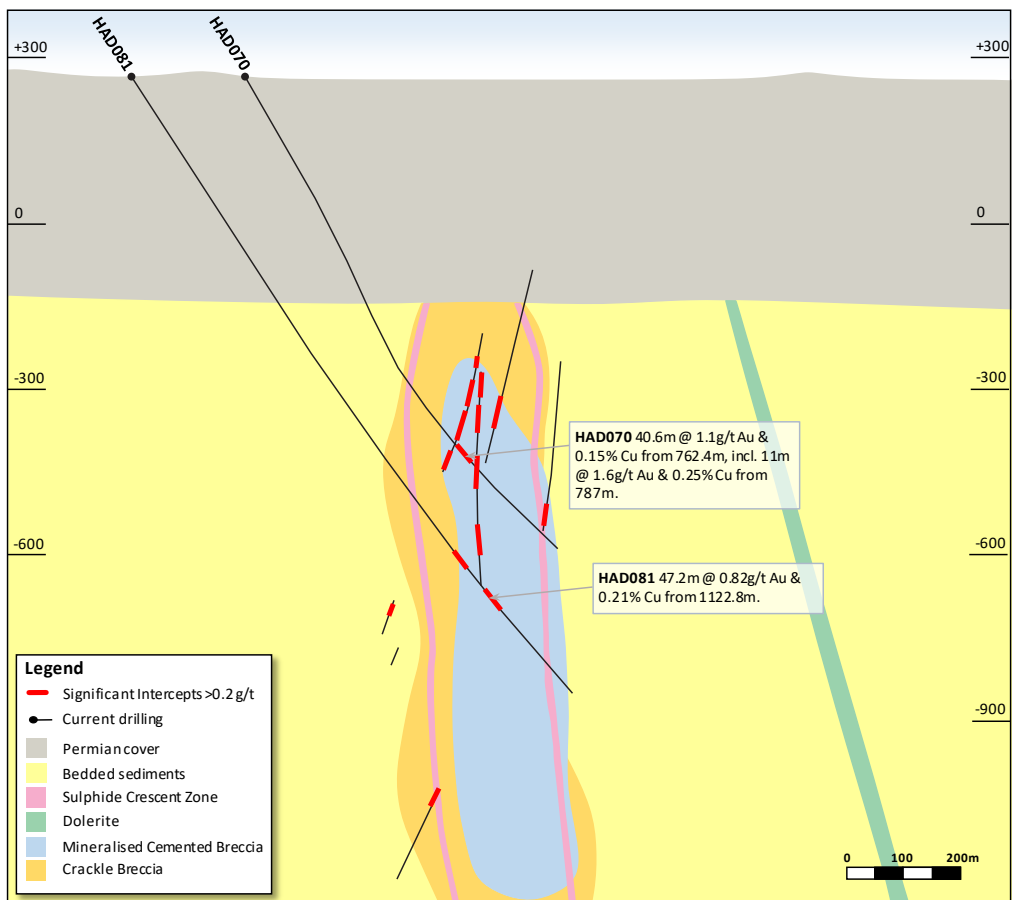 HAD081
HAD070
+300
+300
0
0
-300
-300
HAD070 40.6m @ 1.1g/t Au &
0.15% Cu from 762.4m, incl. 11m
@ 1.6g/t Au & 0.25% Cu from
787m.
-600
-600
HAD081 47.2m @ 0.82g/t Au &
0.21% Cu from 1122.8m.
-900
Legend
Significant Intercepts >0.2 g/t
Current drilling
Permian cover
Bedded sediments
Sulphide Crescent Zone
Dolerite
Mineralised Cemented Breccia
Crackle Breccia
0 100 200m